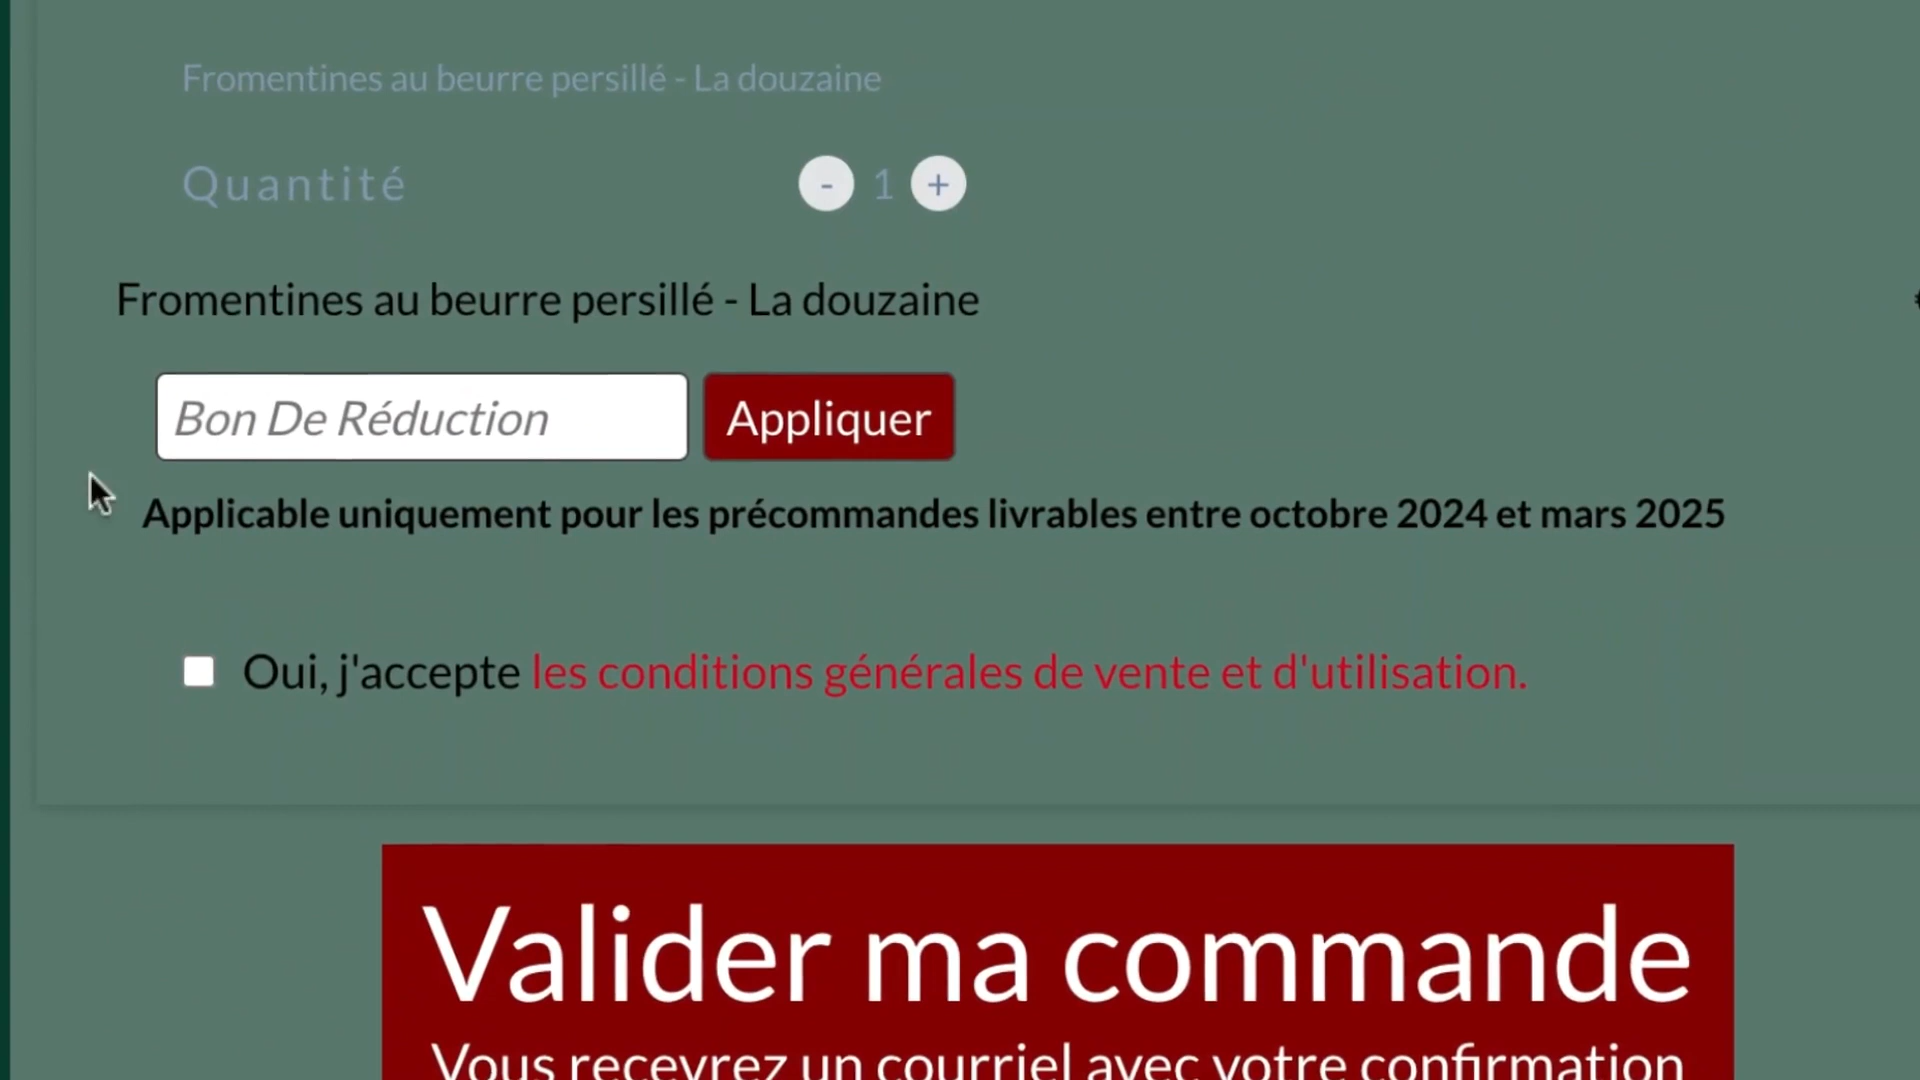 Fromentines au beurre persillé - La douzaine
Quantité - 1 +
Fromentines au beurre persillé - La douzaine
Bon De Réduction Appliquer
Applicable uniquement pour les précommandes livrables entre octobre 2024 et mars 2025
Oui, j'accepte les conditions générales de vente et d'utilisation.
Valider ma commande
Vous recevrez un courriel avec votre confirmation